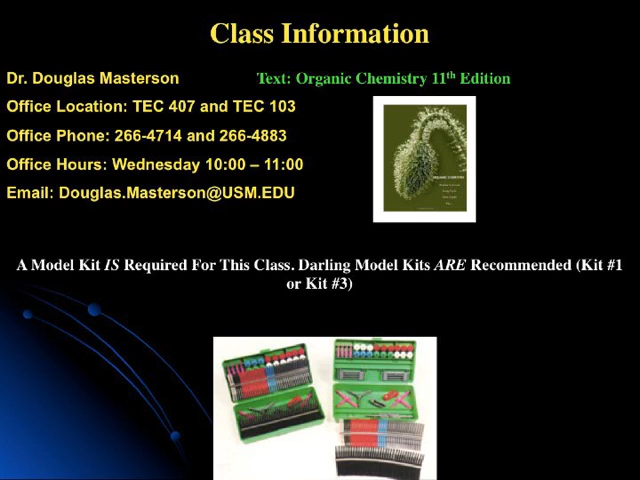 Class Information
Dr. Douglas Masterson
Text: Organic Chemistry 11th Edition
Office Location: TEC 407 and TEC 103
Office Phone: 266-4714 and 266-4883
Office Hours: Wednesday 10:00 – 11:00
Email: Douglas.Masterson@USM.EDU
ORGANIC CHEMISTRY
A Model Kit IS Required For This Class. Darling Model Kits ARE Recommended (Kit #1
or Kit #3)